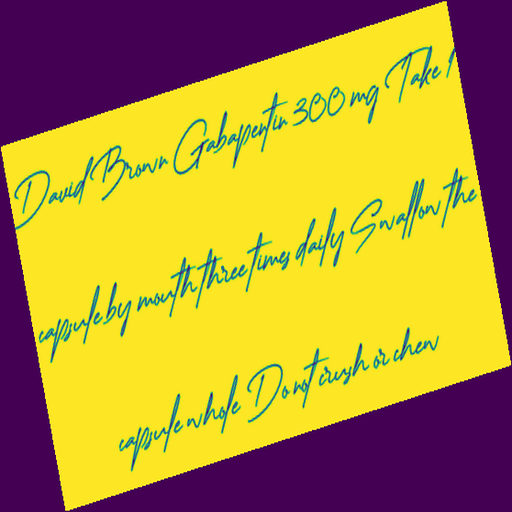 David Brown Gabapentin 300 mg Take 1
capsule by mouth three times daily Swallow the
capsule whole Do not crush or chew